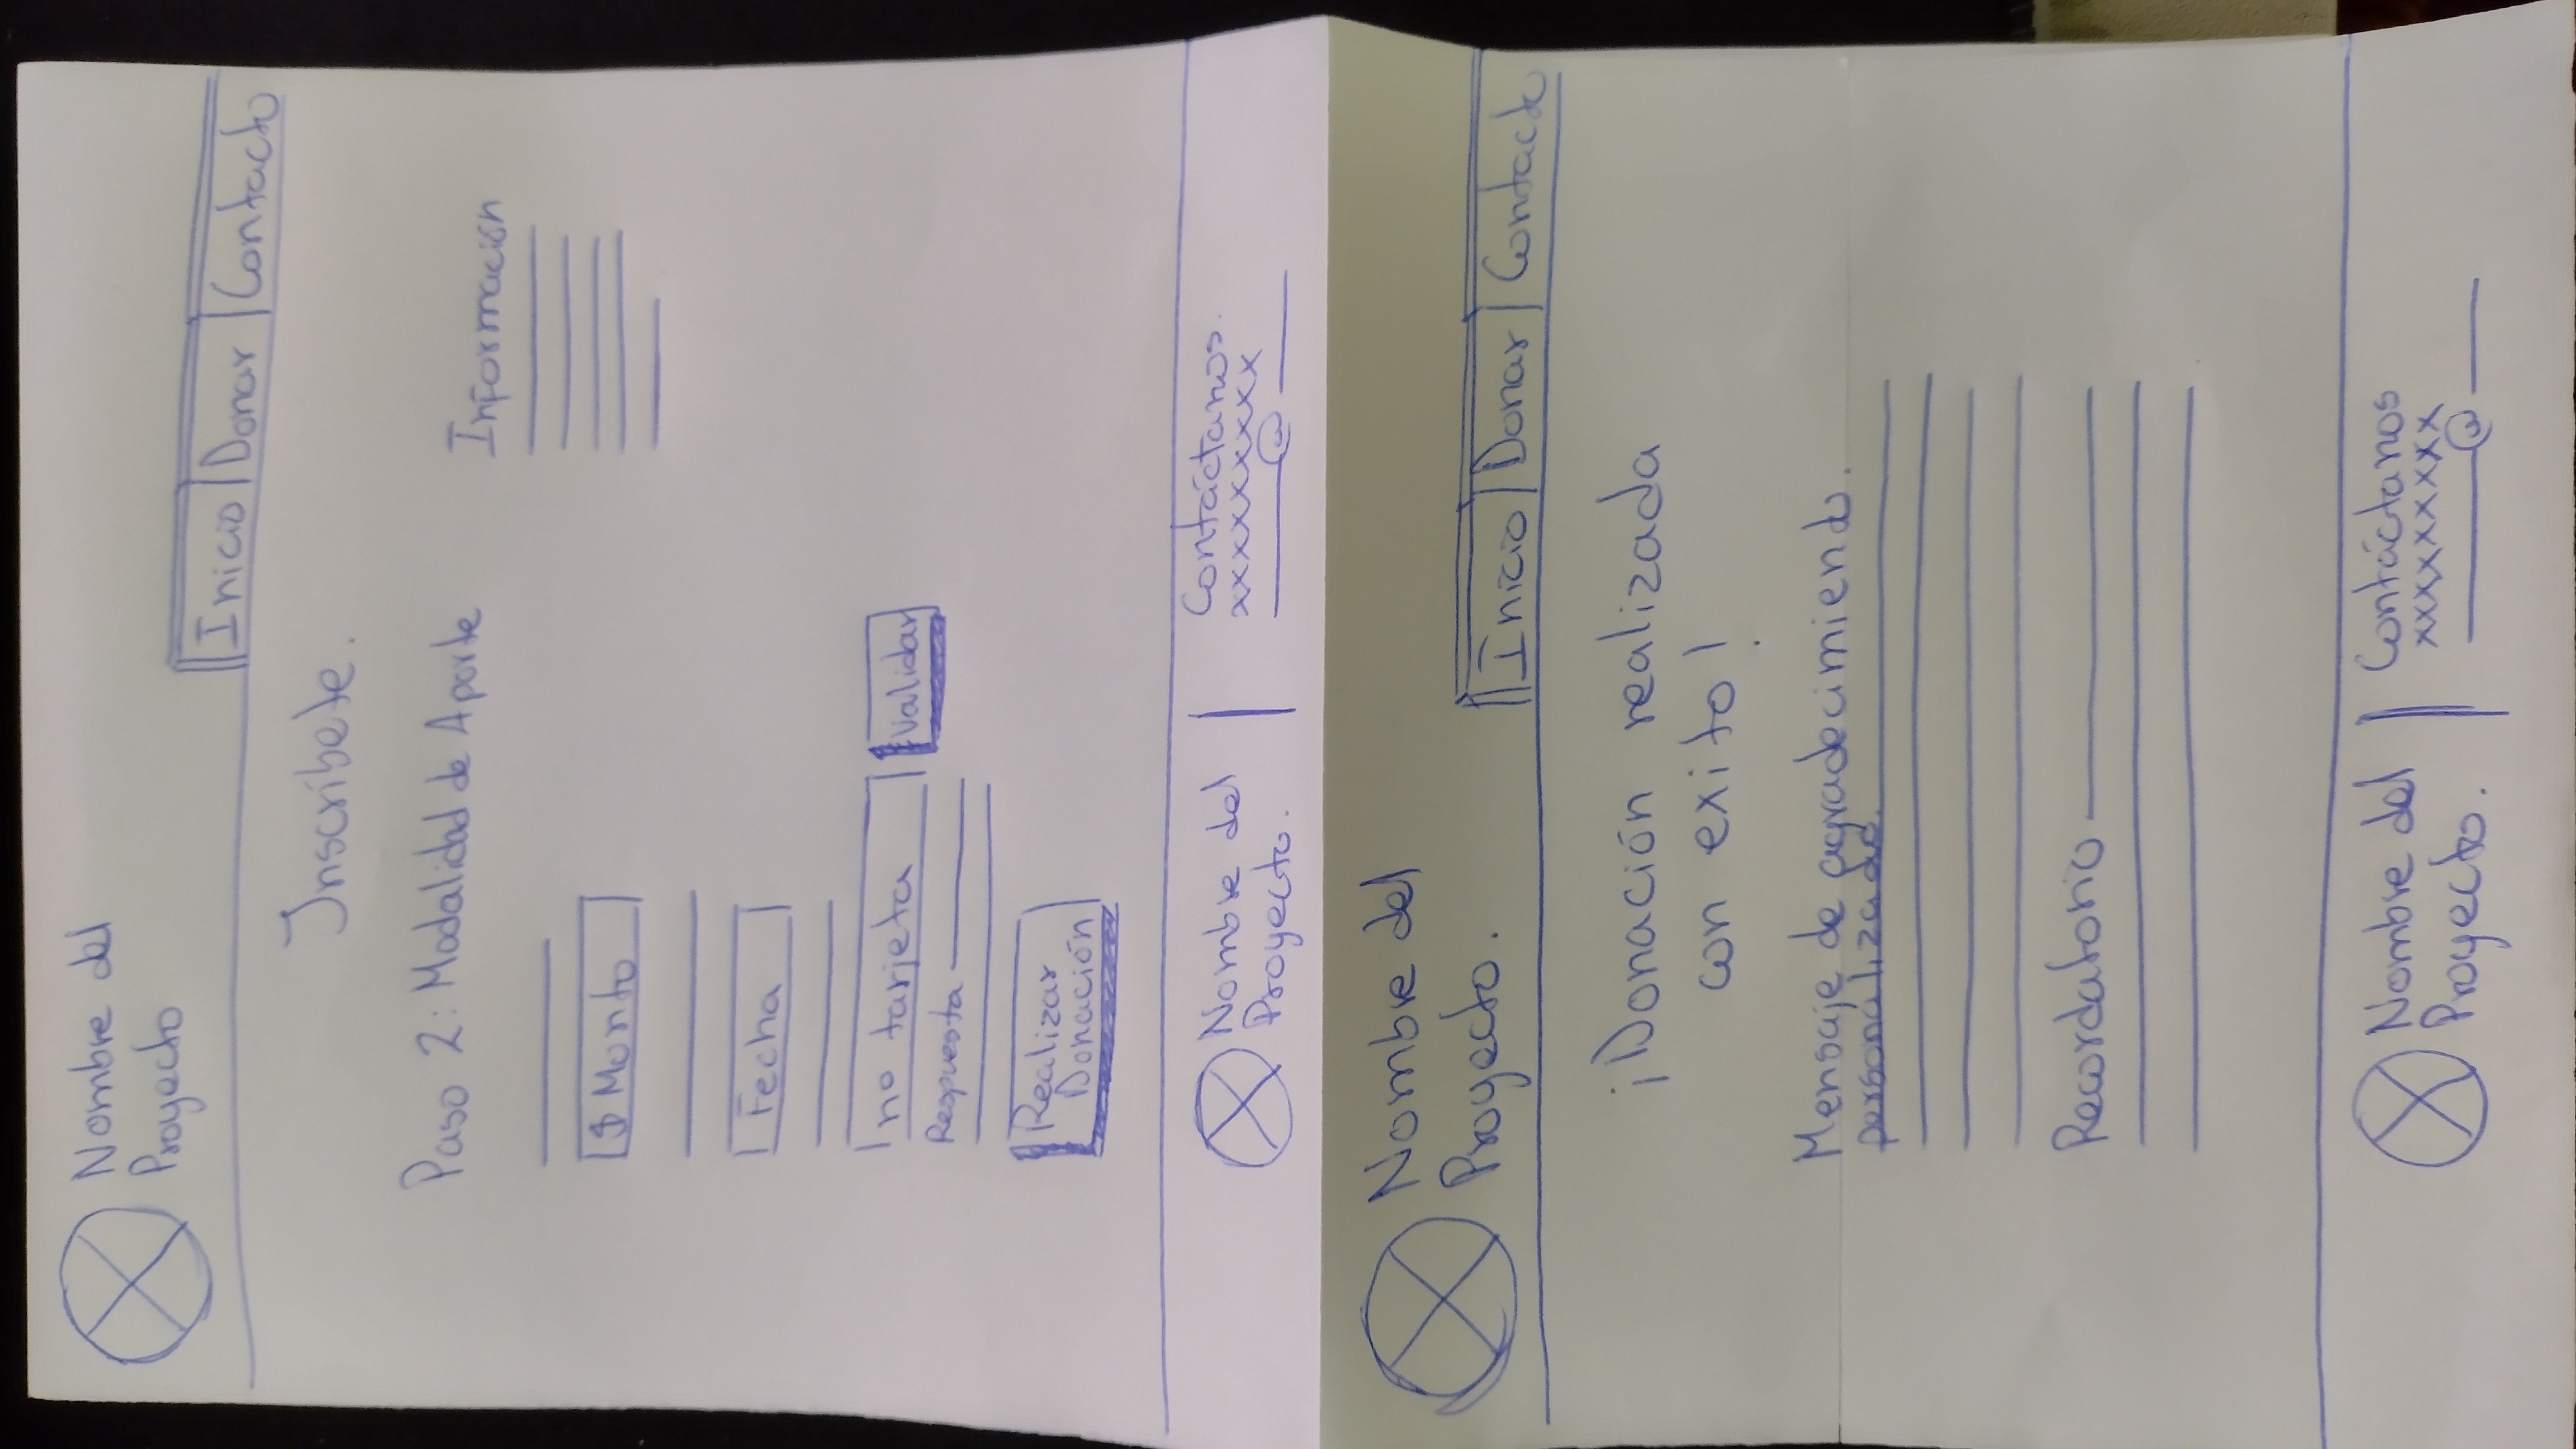 Nombre del
Proyecto
Inicio Donar Contacto
Inscríbete.
Paso 2: Modalidad de Aporte
Información
$ Monto
Fecha
no tarjeta
Validar
Respuesta
Realizar
Donación
Nombre del
Proyecto.
Contáctanos.
xxxxxxxxx
@
Nombre del
Proyecto.
Inicio Donar Contacto
¡Donación realizada
con exito!
Mensaje de agradecimiento.
personalizado.
Recordatorio
Nombre del
Proyecto.
Contáctanos
xxxxxxxxx
@